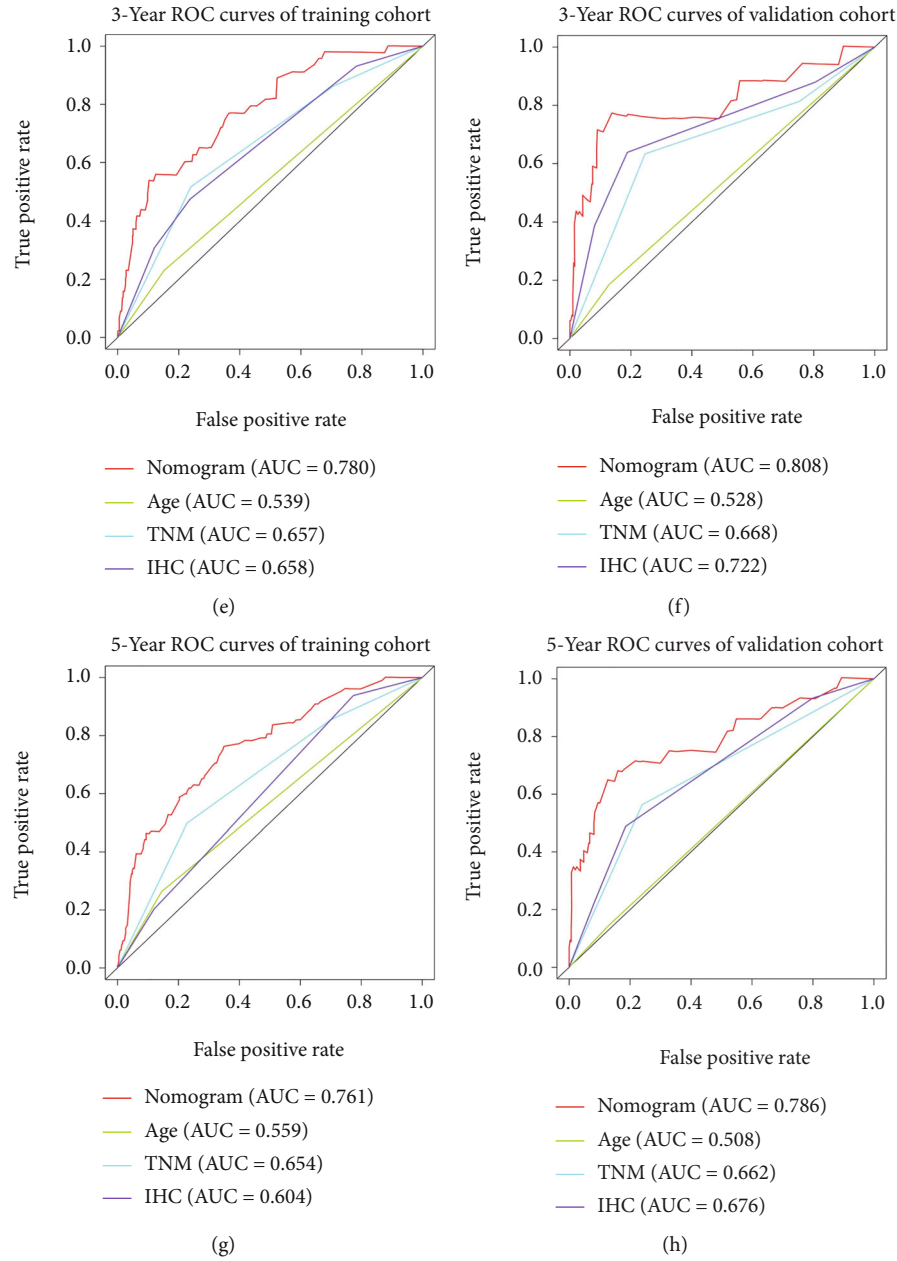 3-Year ROC curves of training cohort
1.0
0.8
0.6
0.4
0.2
0.0
True positive rate
0.0 0.2 0.4 0.6 0.8 1.0
False positive rate
Nomogram (AUC = 0.780)
Age (AUC = 0.539)
TNM (AUC = 0.657)
IHC (AUC = 0.658)
(e)
3-Year ROC curves of validation cohort
1.0
0.8
0.6
0.4
0.2
0.0
True positive rate
0.0 0.2 0.4 0.6 0.8 1.0
False positive rate
Nomogram (AUC = 0.808)
Age (AUC = 0.528)
TNM (AUC = 0.668)
IHC (AUC = 0.722)
(f)
5-Year ROC curves of training cohort
1.0
0.8
0.6
0.4
0.2
0.0
True positive rate
0.0 0.2 0.4 0.6 0.8 1.0
False positive rate
Nomogram (AUC = 0.761)
Age (AUC = 0.559)
TNM (AUC = 0.654)
IHC (AUC = 0.604)
(g)
5-Year ROC curves of validation cohort
1.0
0.8
0.6
0.4
0.2
0.0
True positive rate
0.0 0.2 0.4 0.6 0.8 1.0
False positive rate
Nomogram (AUC = 0.786)
Age (AUC = 0.508)
TNM (AUC = 0.662)
IHC (AUC = 0.676)
(h)